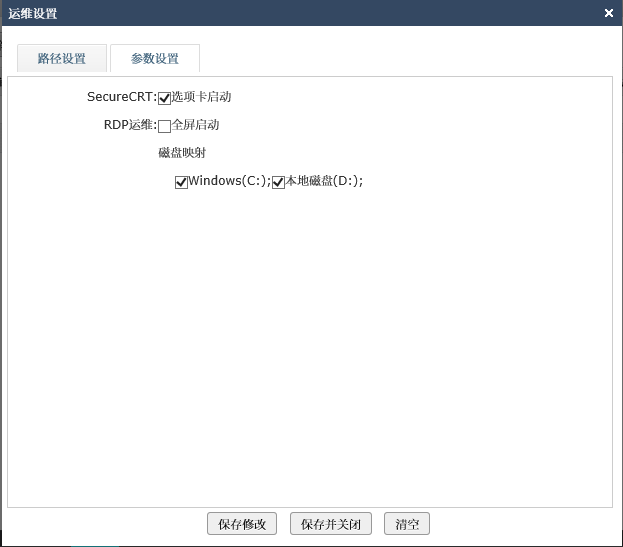 运维设置
路径设置 参数设置
SecureCRT:选项卡启动
RDP运维:全屏启动
磁盘映射
Windows(C:);本地磁盘(D:);
保存修改 保存并关闭 清空